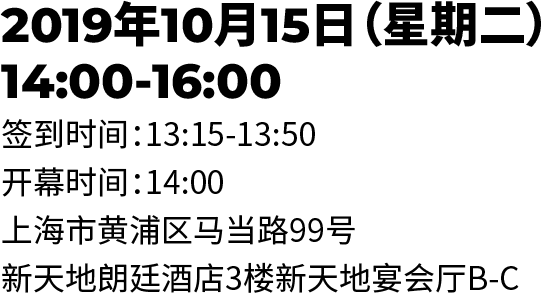 2019年10月15日（星期二）
14:00-16:00
签到时间：13:15-13:50
开幕时间：14:00
上海市黄浦区马当路99号
新天地朗廷酒店3楼新天地宴会厅B-C